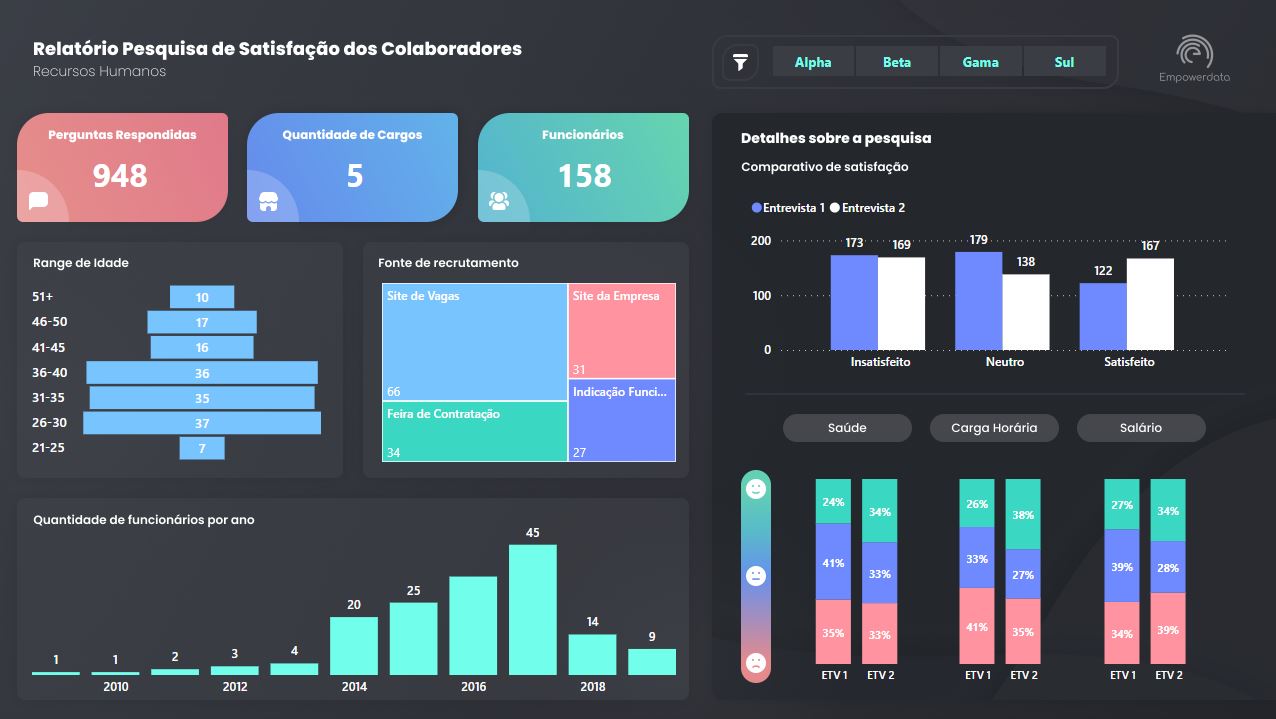 Relatório Pesquisa de Satisfação dos Colaboradores
Recursos Humanos
Alpha
Beta
Gama
Sul
Empowerdata
Perguntas Respondidas
948
Quantidade de Cargos
5
Funcionários
158
Range de Idade
51+
10
46-50
17
41-45
16
36-40
36
31-35
35
26-30
37
21-25
7
Fonte de recrutamento
Site de Vagas
66
Site da Empresa
31
Feira de Contratação
34
Indicação Funci...
27
Quantidade de funcionários por ano
1
1
2
3
4
20
25
45
14
9
2010
2012
2014
2016
2018
Detalhes sobre a pesquisa
Comparativo de satisfação
Entrevista 1
Entrevista 2
200
100
0
173
169
179
138
122
167
Insatisfeito
Neutro
Satisfeito
Saúde
Carga Horária
Salário
24%
41%
35%
34%
33%
33%
26%
33%
41%
38%
27%
35%
27%
39%
34%
34%
28%
39%
ETV 1
ETV 2
ETV 1
ETV 2
ETV 1
ETV 2